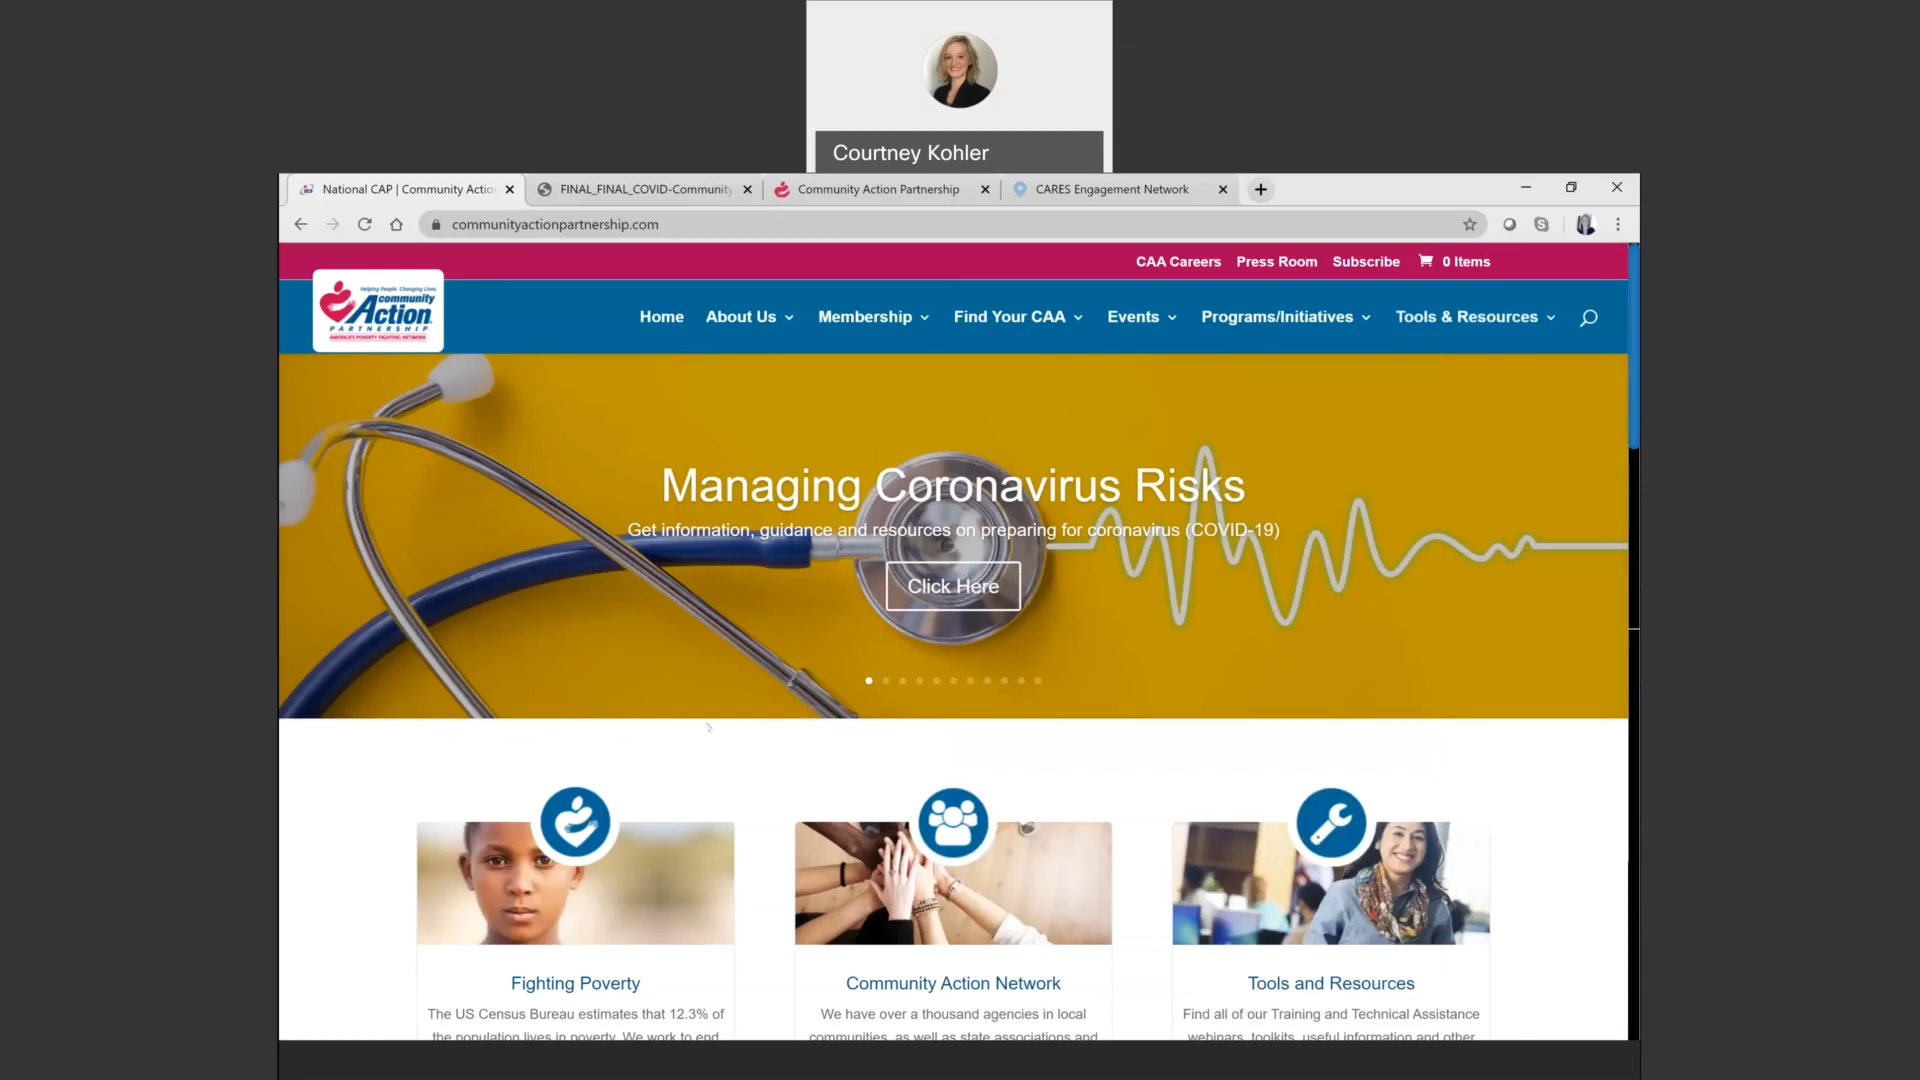 Courtney Kohler
National CAP | Community Actio
FINAL_FINAL_COVID-Community
Community Action Partnership
CARES Engagement Network
communityactionpartnership.com
CAA Careers
Press Room
Subscribe
0 Items
Helping People. Changing Lives.
community
Action
PARTNERSHIP
AMERICA'S POVERTY FIGHTING NETWORK
Home
About Us
Membership
Find Your CAA
Events
Programs/Initiatives
Tools & Resources
Managing Coronavirus Risks
Get information, guidance and resources on preparing for coronavirus (COVID-19)
Click Here
Fighting Poverty
The US Census Bureau estimates that 12.3% of
the population lives in poverty. We work to end
Community Action Network
We have over a thousand agencies in local
communities, as well as state associations and
Tools and Resources
Find all of our Training and Technical Assistance
webinars, toolkits, useful information and other